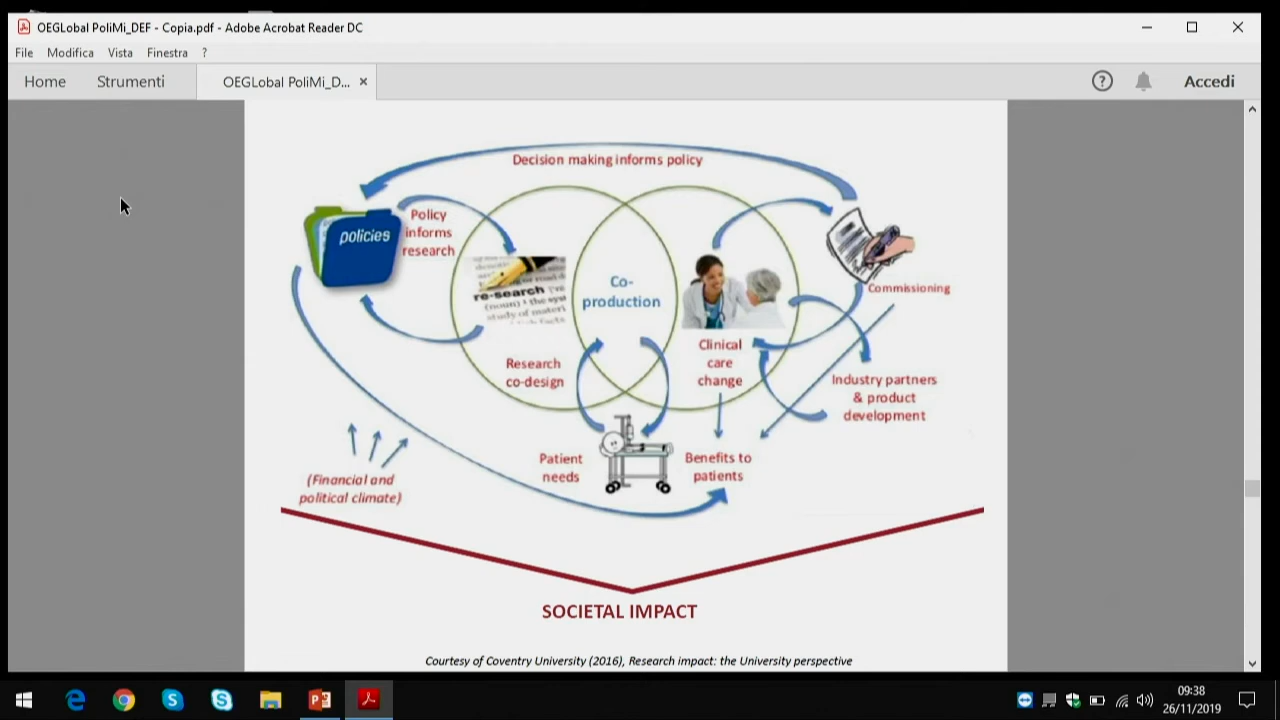 OEGLobal PoliMi_DEF - Copia.pdf - Adobe Acrobat Reader DC
File Modifica Vista Finestra ?
Home Strumenti OEGLobal PoliMi_D... × ? Accedi
Decision making informs policy
policies
Policy
informs
research
re·search
(noun)
study of
Co-
production
Commissioning
Clinical
care
change
Research
co-design
Industry partners
& product
development
Patient
needs
Benefits to
patients
(Financial and
political climate)
SOCIETAL IMPACT
Courtesy of Coventry University (2016), Research impact: the University perspective
09:38
26/11/2019